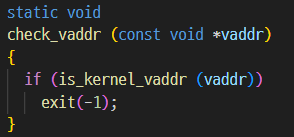 static void
check_vaddr (const void *vaddr)
{
  if (is_kernel_vaddr (vaddr))
    exit(-1);
}